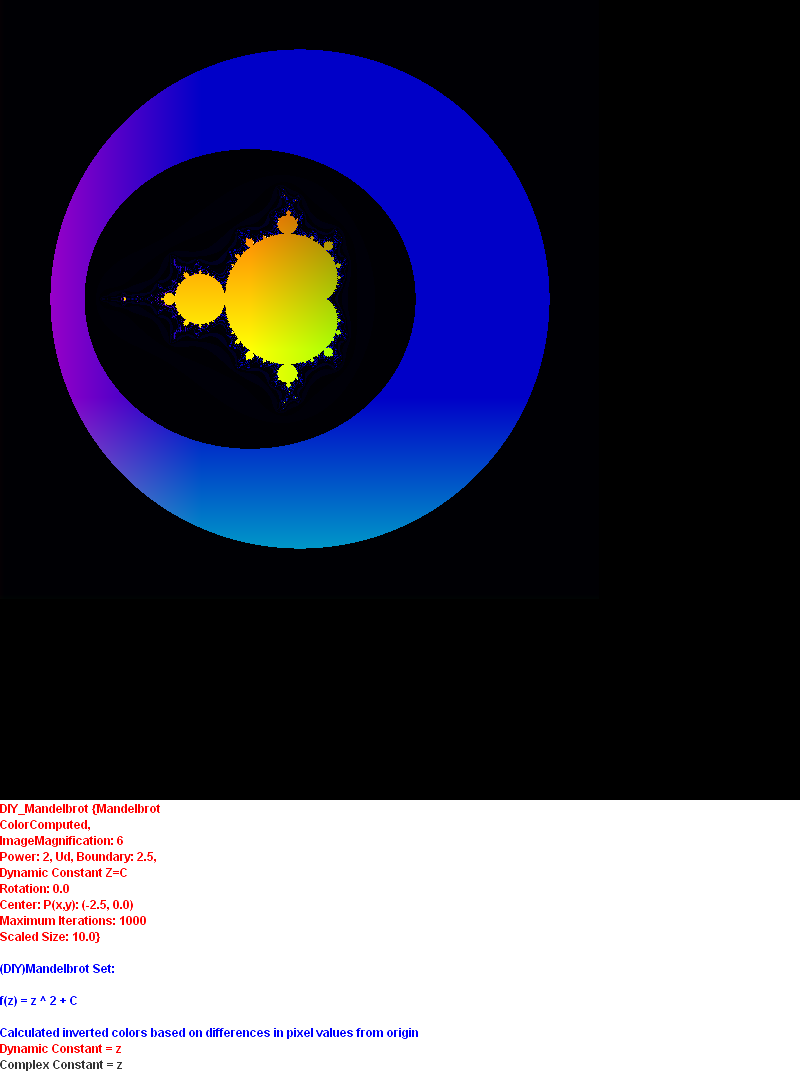 DIY_Mandelbrot {Mandelbrot
ColorComputed,
ImageMagnification: 6
Power: 2, Ud, Boundary: 2.5,
Dynamic Constant Z=C
Rotation: 0.0
Center: P(x,y): (-2.5, 0.0)
Maximum Iterations: 1000
Scaled Size: 10.0}
(DIY)Mandelbrot Set:
f(z) = z ^ 2 + C
Calculated inverted colors based on differences in pixel values from origin
Dynamic Constant = z
Complex Constant = z